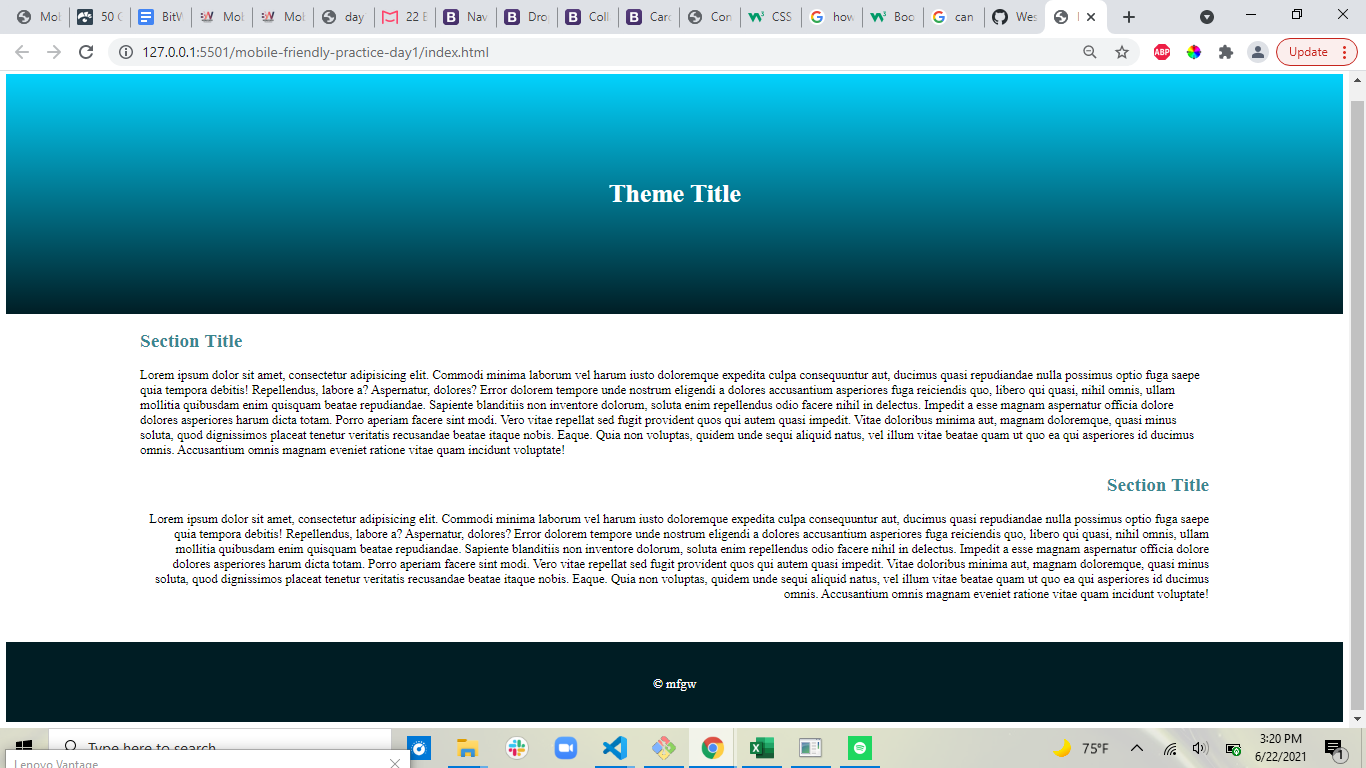 Mol
50 C
BitW
Mol
Mol
day
22 E
Nav
Dro
Coll
Card
Con
CSS
how
Boo
can
Wes
127.0.0.1:5501/mobile-friendly-practice-day1/index.html
ABP
Update
Theme Title
Section Title
Lorem ipsum dolor sit amet, consectetur adipisicing elit. Commodi minima laborum vel harum iusto doloremque expedita culpa consequuntur aut, ducimus quasi repudiandae nulla possimus optio fuga saepe
quia tempora debitis! Repellendus, labore a? Aspernatur, dolores? Error dolorem tempore unde nostrum eligendi a dolores accusantium asperiores fuga reiciendis quo, libero qui quasi, nihil omnis, ullam
mollitia quibusdam enim quisquam beatae repudiandae. Sapiente blanditiis non inventore dolorum, soluta enim repellendus odio facere nihil in delectus. Impedit a esse magnam aspernatur officia dolore
dolores asperiores harum dicta totam. Porro aperiam facere sint modi. Vero vitae repellat sed fugit provident quos qui autem quasi impedit. Vitae doloribus minima aut, magnam doloremque, quasi minus
soluta, quod dignissimos placeat tenetur veritatis recusandae beatae itaque nobis. Eaque. Quia non voluptas, quidem unde sequi aliquid natus, vel illum vitae beatae quam ut quo ea qui asperiores id ducimus
omnis. Accusantium omnis magnam eveniet ratione vitae quam incidunt voluptate!
Section Title
Lorem ipsum dolor sit amet, consectetur adipisicing elit. Commodi minima laborum vel harum iusto doloremque expedita culpa consequuntur aut, ducimus quasi repudiandae nulla possimus optio fuga saepe
quia tempora debitis! Repellendus, labore a? Aspernatur, dolores? Error dolorem tempore unde nostrum eligendi a dolores accusantium asperiores fuga reiciendis quo, libero qui quasi, nihil omnis, ullam
mollitia quibusdam enim quisquam beatae repudiandae. Sapiente blanditiis non inventore dolorum, soluta enim repellendus odio facere nihil in delectus. Impedit a esse magnam aspernatur officia dolore
dolores asperiores harum dicta totam. Porro aperiam facere sint modi. Vero vitae repellat sed fugit provident quos qui autem quasi impedit. Vitae doloribus minima aut, magnam doloremque, quasi minus
soluta, quod dignissimos placeat tenetur veritatis recusandae beatae itaque nobis. Eaque. Quia non voluptas, quidem unde sequi aliquid natus, vel illum vitae beatae quam ut quo ea qui asperiores id ducimus
omnis. Accusantium omnis magnam eveniet ratione vitae quam incidunt voluptate!
© mfgw
Type here to search
75°F
3:20 PM
6/22/2021
1
Lenovo Vantage